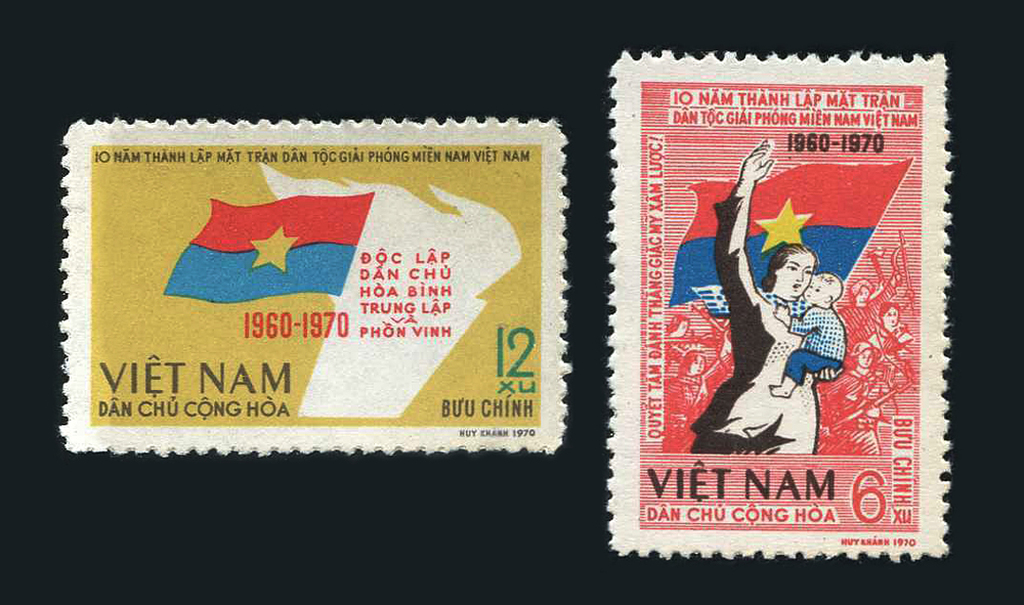 10 NĂM THÀNH LẬP MẶT TRẬN DÂN TỘC GIẢI PHÓNG MIỀN NAM VIỆT NAM
ĐỘC LẬP
DÂN CHỦ
HÒA BÌNH
TRUNG LẬP
VÀ
PHỒN VINH
1960-1970
VIỆT NAM
DÂN CHỦ CỘNG HÒA
12
xu
BƯU CHÍNH
HUY KHÁNH 1970
10 NĂM THÀNH LẬP MẶT TRẬN
DÂN TỘC GIẢI PHÓNG MIỀN NAM VIỆT NAM
1960-1970
QUYẾT TÂM ĐÁNH THẮNG GIẶC MỸ XÂM LƯỢC!
BƯU CHÍNH
VIỆT NAM
DÂN CHỦ CỘNG HÒA
6
xu
HUY KHÁNH 1970